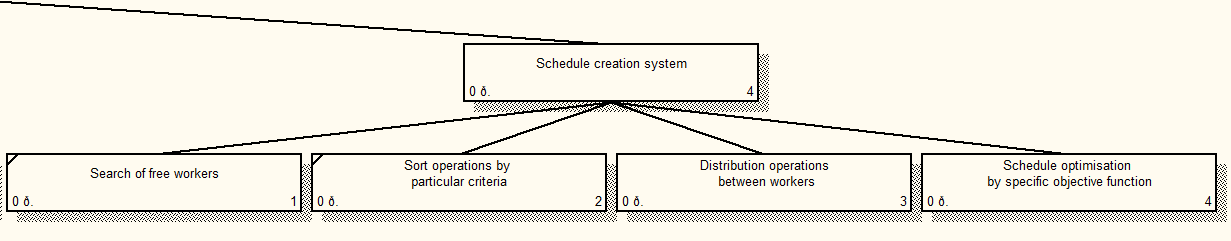 Schedule creation system
0 ð. 4
Search of free workers
0 ð. 1
Sort operations by
particular criteria
0 ð. 2
Distribution operations
between workers
0 ð. 3
Schedule optimisation
by specific objective function
0 ð. 4